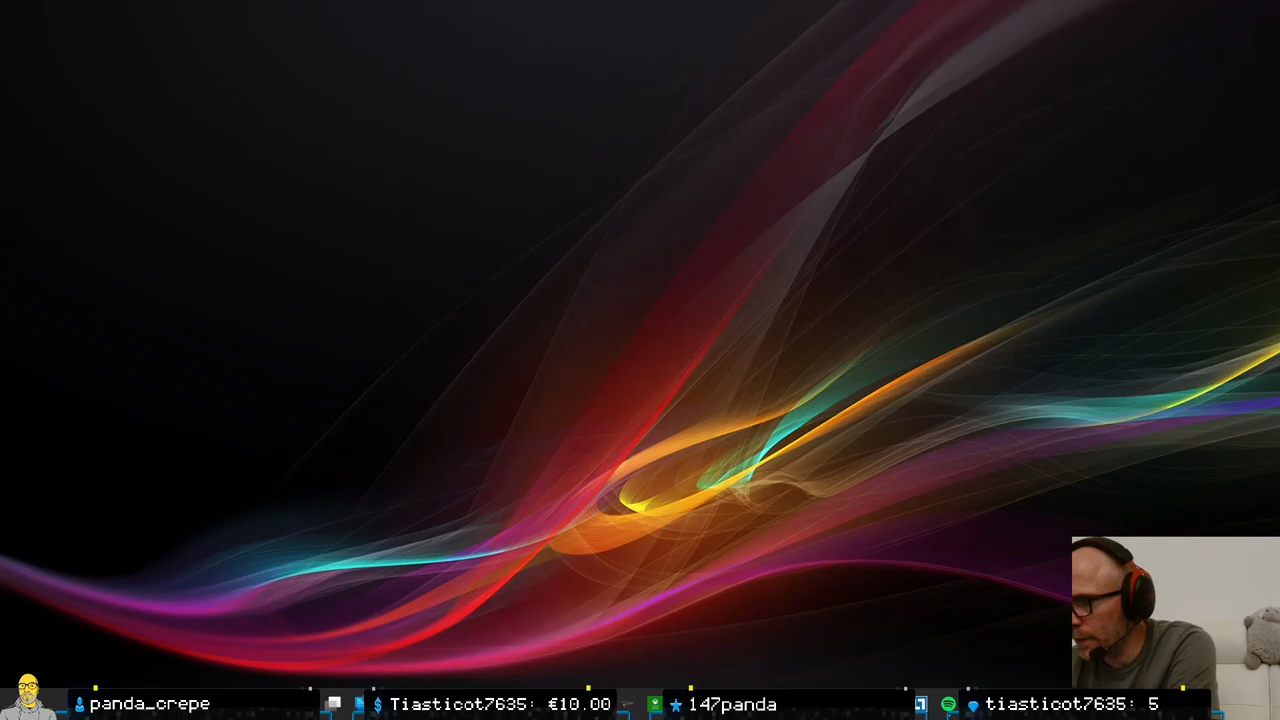 panda_crepe
Tiasticot7635: €10.00
147panda
tiasticot7635: 5